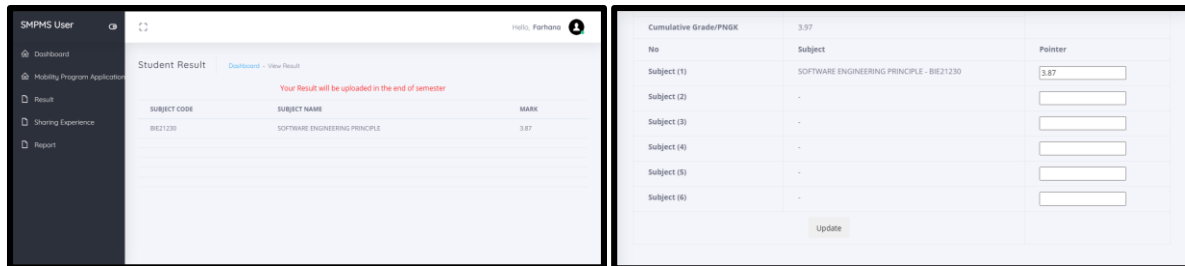 SMPMS User
Hello, Farhana
Dashboard
Mobility Program Application
Result
Sharing Experience
Report
Student Result
Dashboard - View Result
Your Result will be uploaded in the end of semester
SUBJECT CODE SUBJECT NAME MARK
BIE21230 SOFTWARE ENGINEERING PRINCIPLE 3.87
Cumulative Grade/PNGK 3.97
No Subject Pointer
Subject (1) SOFTWARE ENGINEERING PRINCIPLE - BIE21230 3.87
Subject (2) -
Subject (3) -
Subject (4) -
Subject (5) -
Subject (6) -
Update